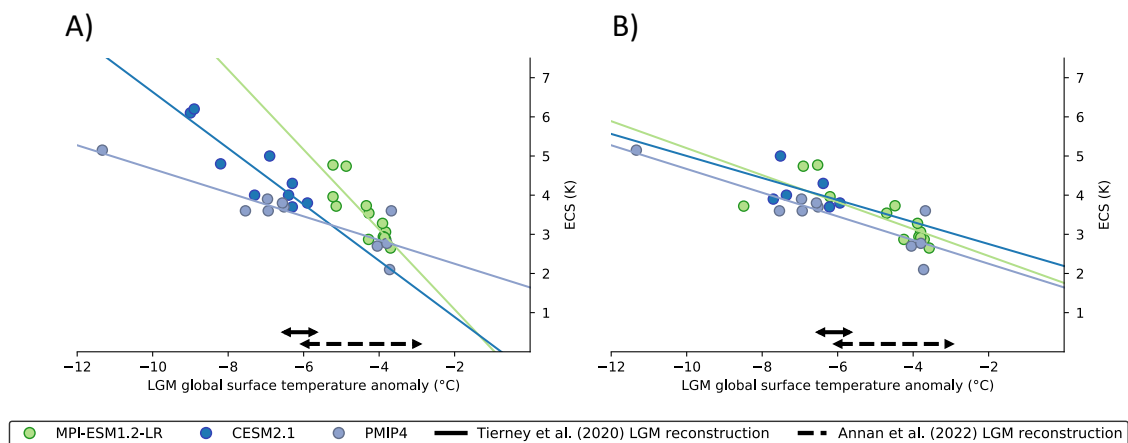 A)
B)
7
6
5
4
3
2
1
ECS (K)
−12 −10 −8 −6 −4 −2
LGM global surface temperature anomaly (°C)
7
6
5
4
3
2
1
ECS (K)
−12 −10 −8 −6 −4 −2
LGM global surface temperature anomaly (°C)
MPI-ESM1.2-LR CESM2.1 PMIP4 Tierney et al. (2020) LGM reconstruction Annan et al. (2022) LGM reconstruction